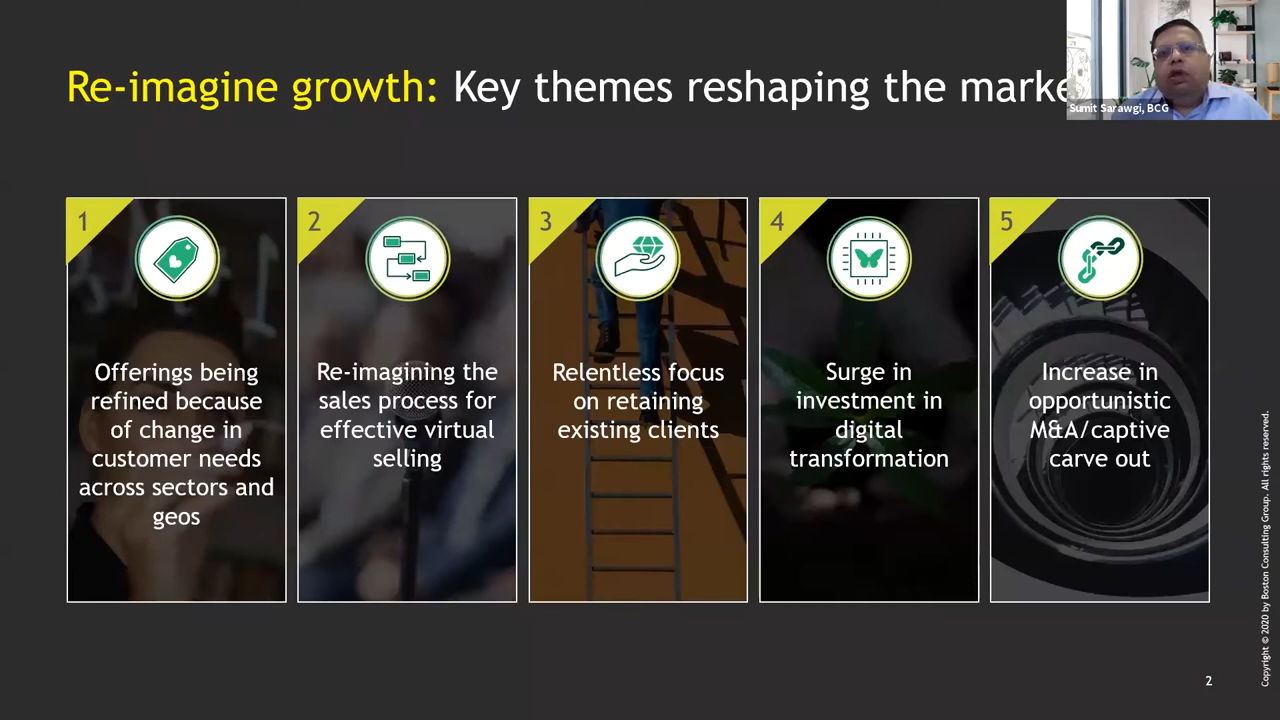 Re-imagine growth: Key themes reshaping the marke
Sumit Sarawgi, BCG
1
Offerings being
refined because
of change in
customer needs
across sectors and
geos
2
Re-imagining the
sales process for
effective virtual
selling
3
Relentless focus
on retaining
existing clients
4
Surge in
investment in
digital
transformation
5
Increase in
opportunistic
M&A/captive
carve out
Copyright © 2020 by Boston Consulting Group. All rights reserved.
2